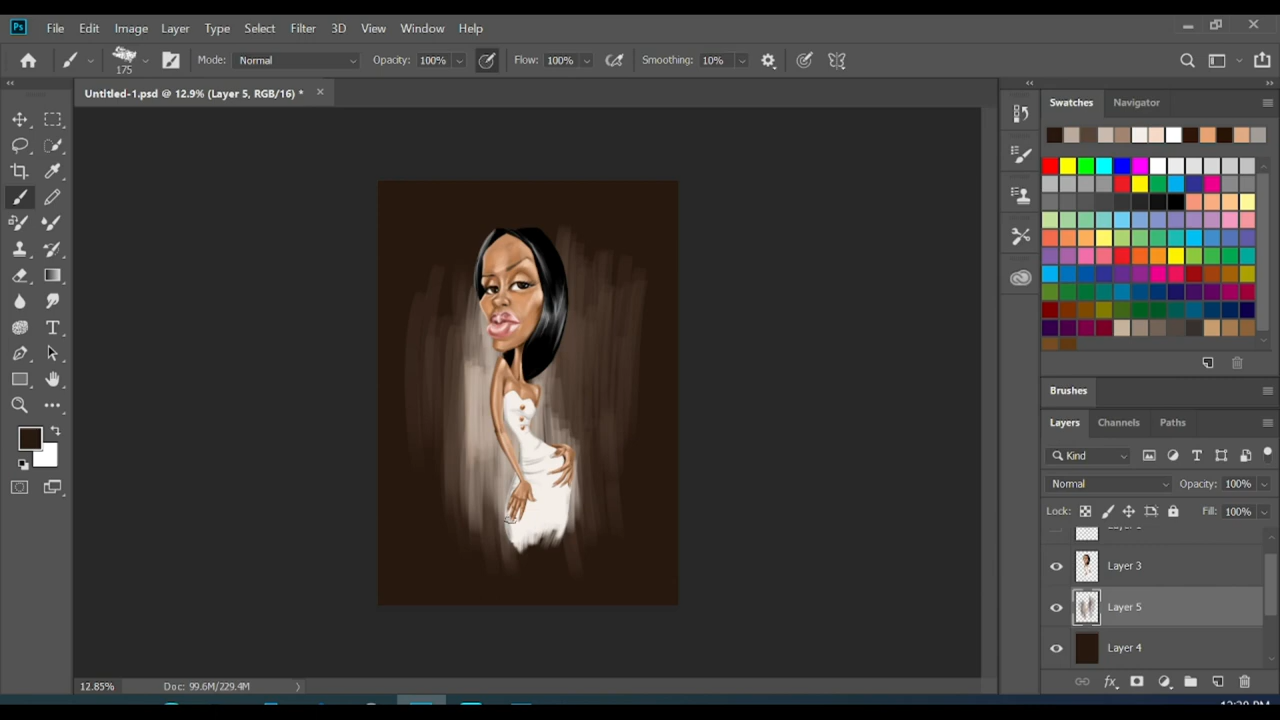 Ps File Edit Image Layer Type Select Filter 3D View Window Help
175 Mode: Normal Opacity: 100% Flow: 100% Smoothing: 10%
Untitled-1.psd @ 12.9% (Layer 5, RGB/16) *
Swatches Navigator
Brushes
Layers Channels Paths
Kind
Normal Opacity: 100%
Lock: Fill: 100%
Layer 3
Layer 5
Layer 4
12.85% Doc: 99.6M/229.4M